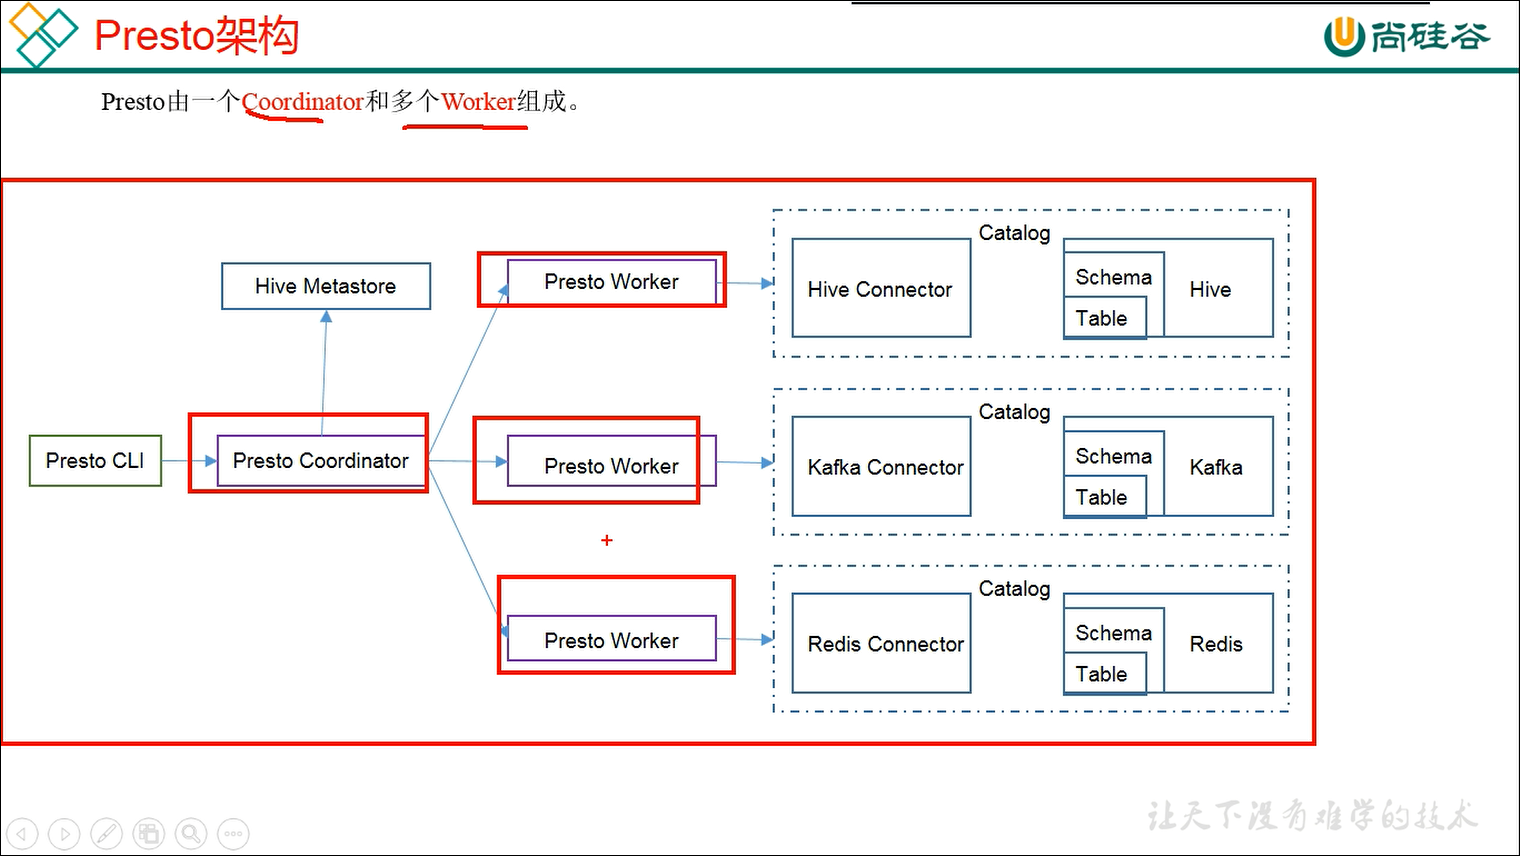 Presto架构
尚硅谷
Presto由一个Coordinator和多个Worker组成。
Catalog
Hive Metastore
Presto Worker
Hive Connector
Schema
Table
Hive
Catalog
Presto CLI
Presto Coordinator
Presto Worker
Kafka Connector
Schema
Table
Kafka
Catalog
Presto Worker
Redis Connector
Schema
Table
Redis
让天下没有难学的技术